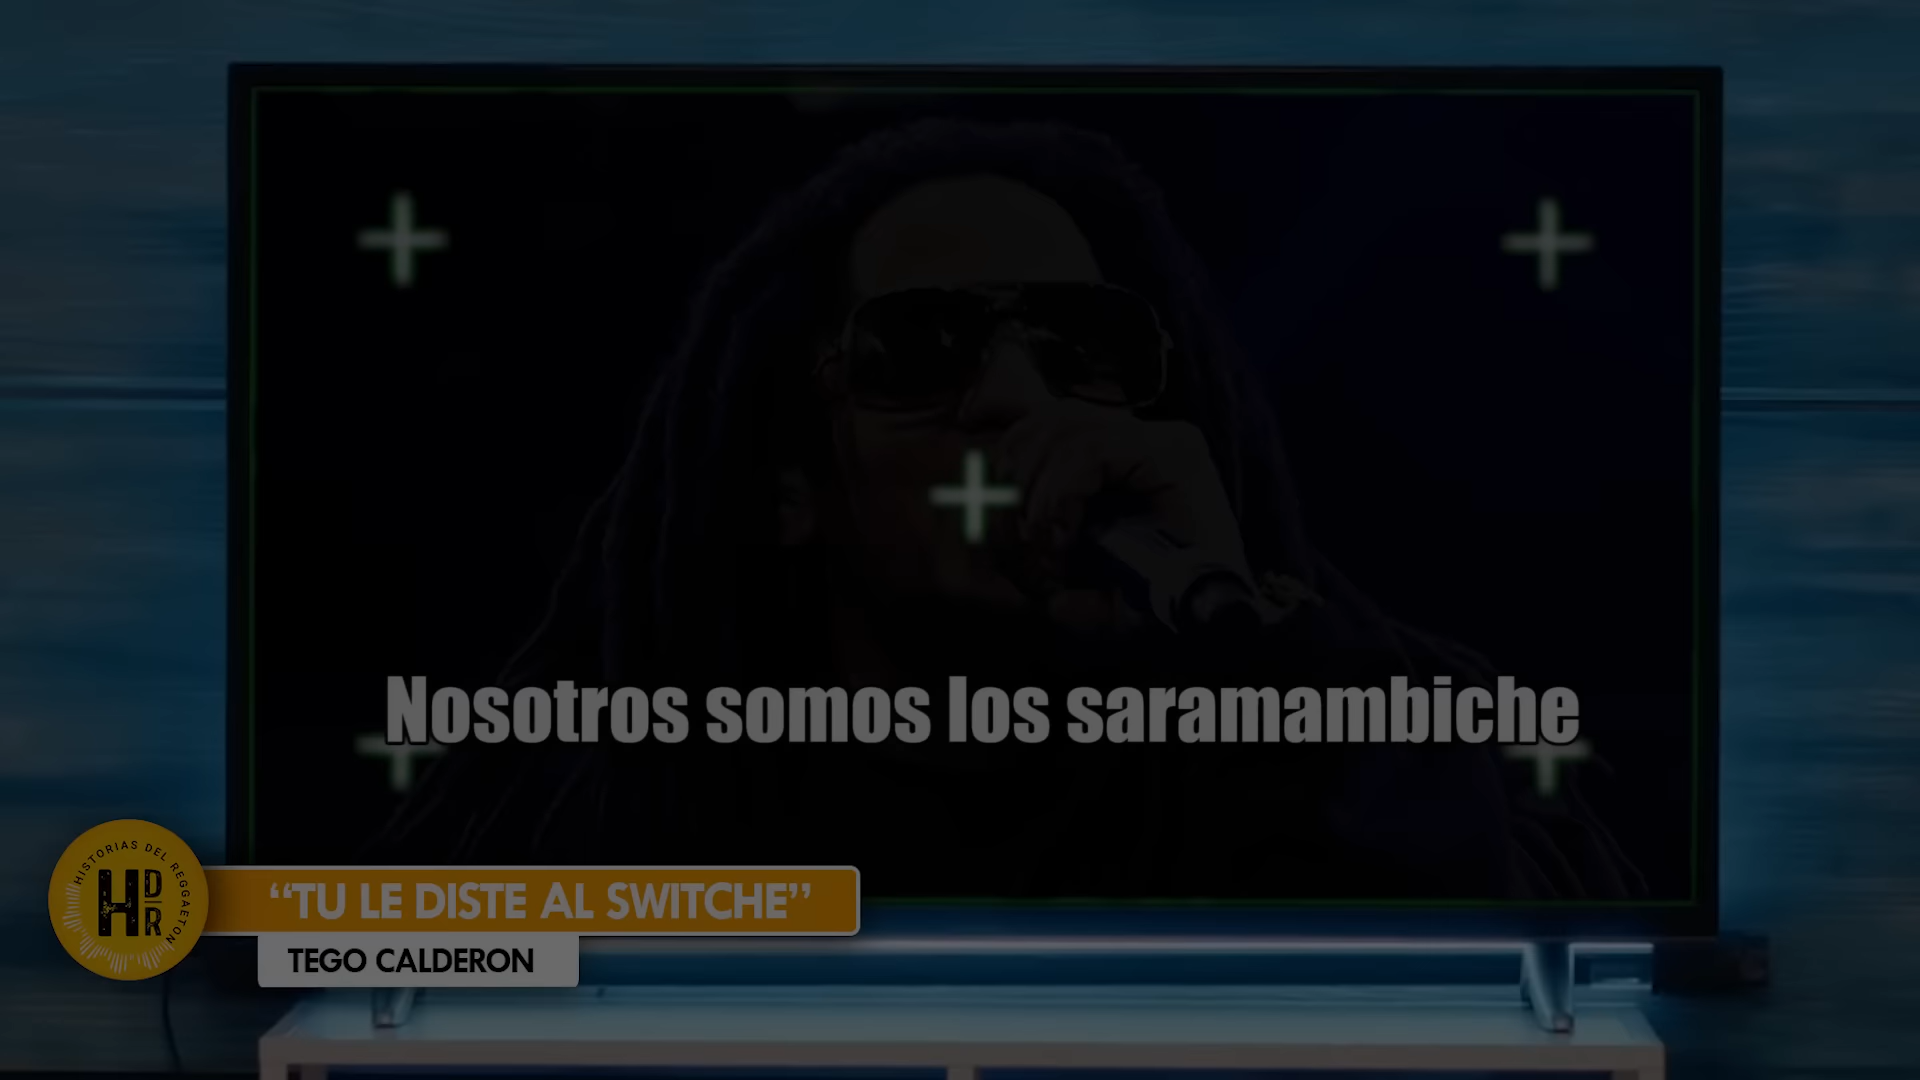 Nosotros somos los saramambiche
HISTORIAS DEL REGGAETON
HDR
“TU LE DISTE AL SWITCHE”
TEGO CALDERON